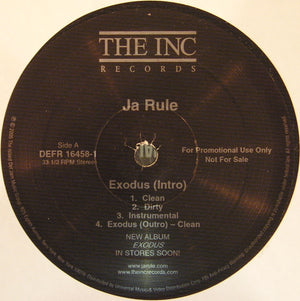 THE INC
RECORDS
Ja Rule
Side A
DEFR 16458-1
33 1/3 RPM Stereo
For Promotional Use Only
Not For Sale
Exodus (Intro)
1. Clean
2. Dirty
3. Instrumental
4. Exodus (Outro) – Clean
NEW ALBUM
EXODUS
IN STORES SOON!
www.jarule.com
www.theincrecords.com